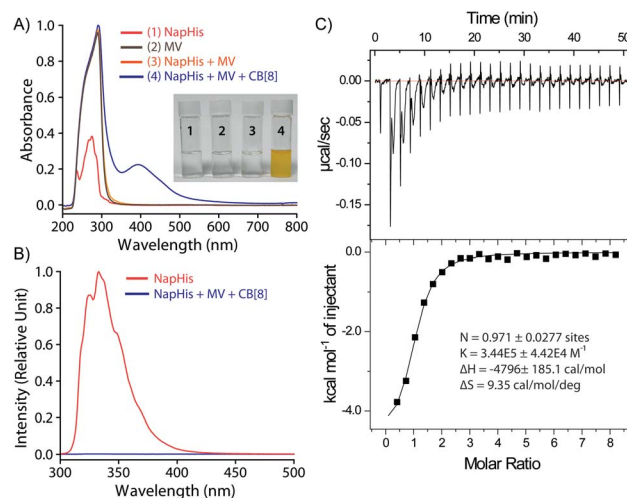 A)
(1) NapHis
(2) MV
(3) NapHis + MV
(4) NapHis + MV + CB[8]
1 2 3 4
1.0
0.8
0.6
0.4
0.2
0.0
Absorbance
200 300 400 500 600 700 800
Wavelength (nm)
B)
NapHis
NapHis + MV + CB[8]
1.0
0.8
0.6
0.4
0.2
0
Intensity (Relative Unit)
300 350 400 450 500
Wavelength (nm)
C)
Time (min)
0 10 20 30 40 50
0.00
-0.05
-0.10
-0.15
µcal/sec
0.0
-2.0
-4.0
kcal mol⁻¹ of injectant
N = 0.971 ± 0.0277 sites
K = 3.44E5 ± 4.42E4 M⁻¹
ΔH = -4796± 185.1 cal/mol
ΔS = 9.35 cal/mol/deg
0 1 2 3 4 5 6 7 8
Molar Ratio